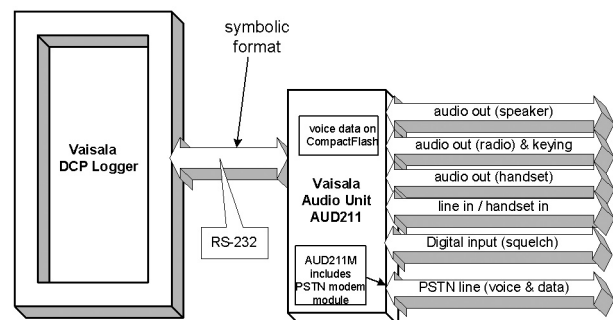 symbolic
format
Vaisala
DCP Logger
RS-232
voice data on
CompactFlash
Vaisala
Audio Unit
AUD211
AUD211M
includes
PSTN modem
module
audio out (speaker)
audio out (radio) & keying
audio out (handset)
line in / handset in
Digital input (squelch)
PSTN line (voice & data)